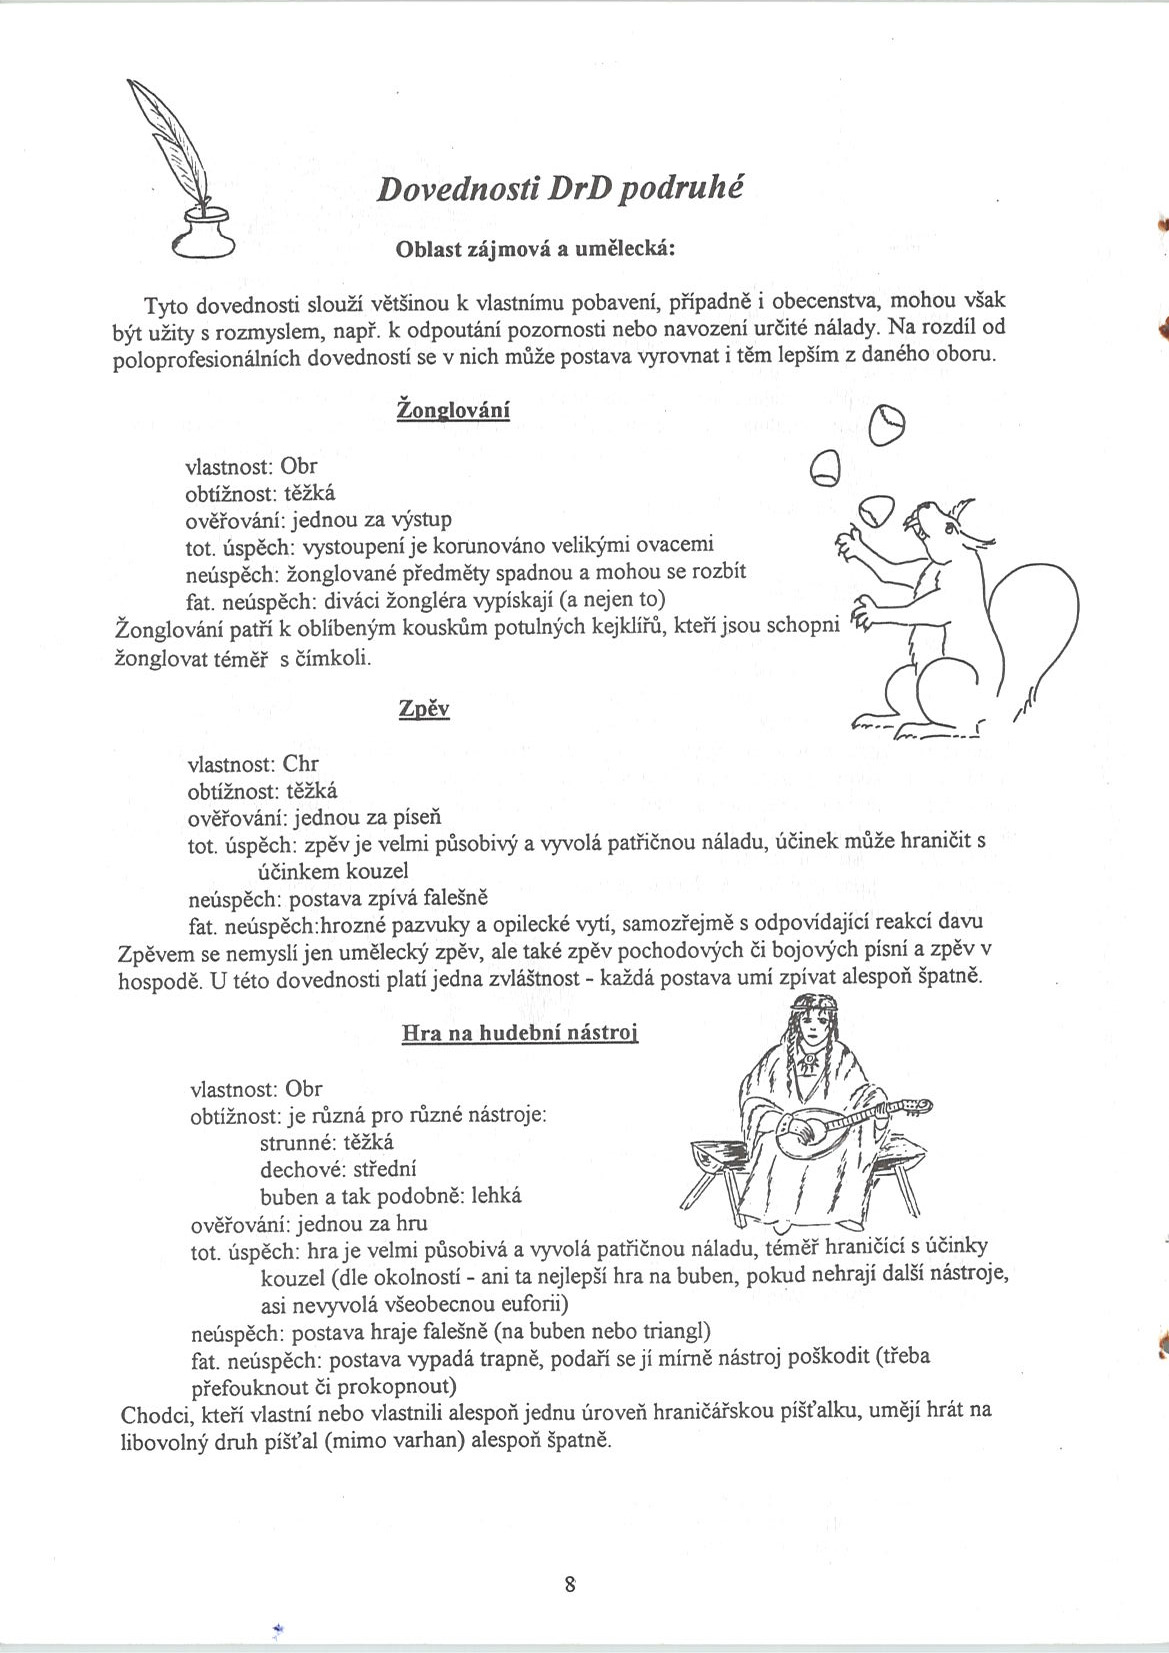 Dovednosti DrD podruhé
Oblast zájmová a umělecká:
Tyto dovednosti slouží většinou k vlastnímu pobavení, případně i obecenstva, mohou však
být užity s rozmyslem, např. k odpoutání pozornosti nebo navození určité nálady. Na rozdíl od
poloprofesionálních dovedností se v nich může postava vyrovnat i těm lepším z daného oboru.
Žonglování
vlastnost: Obr
obtížnost: těžká
ověřování: jednou za výstup
tot. úspěch: vystoupení je korunováno velikými ovacemi
neúspěch: žonglované předměty spadnou a mohou se rozbít
fat. neúspěch: diváci žongléra vypískají (a nejen to)
Žonglování patří k oblíbeným kouskům potulných kejklířů, kteří jsou schopni
žonglovat téměř s čímkoli.
Zpěv
vlastnost: Chr
obtížnost: těžká
ověřování: jednou za píseň
tot. úspěch: zpěv je velmi působivý a vyvolá patřičnou náladu, účinek může hraničit s
účinkem kouzel
neúspěch: postava zpívá falešně
fat. neúspěch:hrozné pazvuky a opilecké vytí, samozřejmě s odpovídající reakcí davu
Zpěvem se nemyslí jen umělecký zpěv, ale také zpěv pochodových či bojových písní a zpěv v
hospodě. U této dovednosti platí jedna zvláštnost - každá postava umí zpívat alespoň špatně.
Hra na hudební nástroj
vlastnost: Obr
obtížnost: je různá pro různé nástroje:
strunné: těžká
dechové: střední
buben a tak podobně: lehká
ověřování: jednou za hru
tot. úspěch: hra je velmi působivá a vyvolá patřičnou náladu, téměř hraničící s účinky
kouzel (dle okolností - ani ta nejlepší hra na buben, pokud nehrají další nástroje,
asi nevyvolá všeobecnou euforii)
neúspěch: postava hraje falešně (na buben nebo triangl)
fat. neúspěch: postava vypadá trapně, podaří se jí mírně nástroj poškodit (třeba
přefouknout či prokopnout)
Chodci, kteří vlastní nebo vlastnili alespoň jednu úroveň hraničářskou píšťalku, umějí hrát na
libovolný druh píšťal (mimo varhan) alespoň špatně.
8